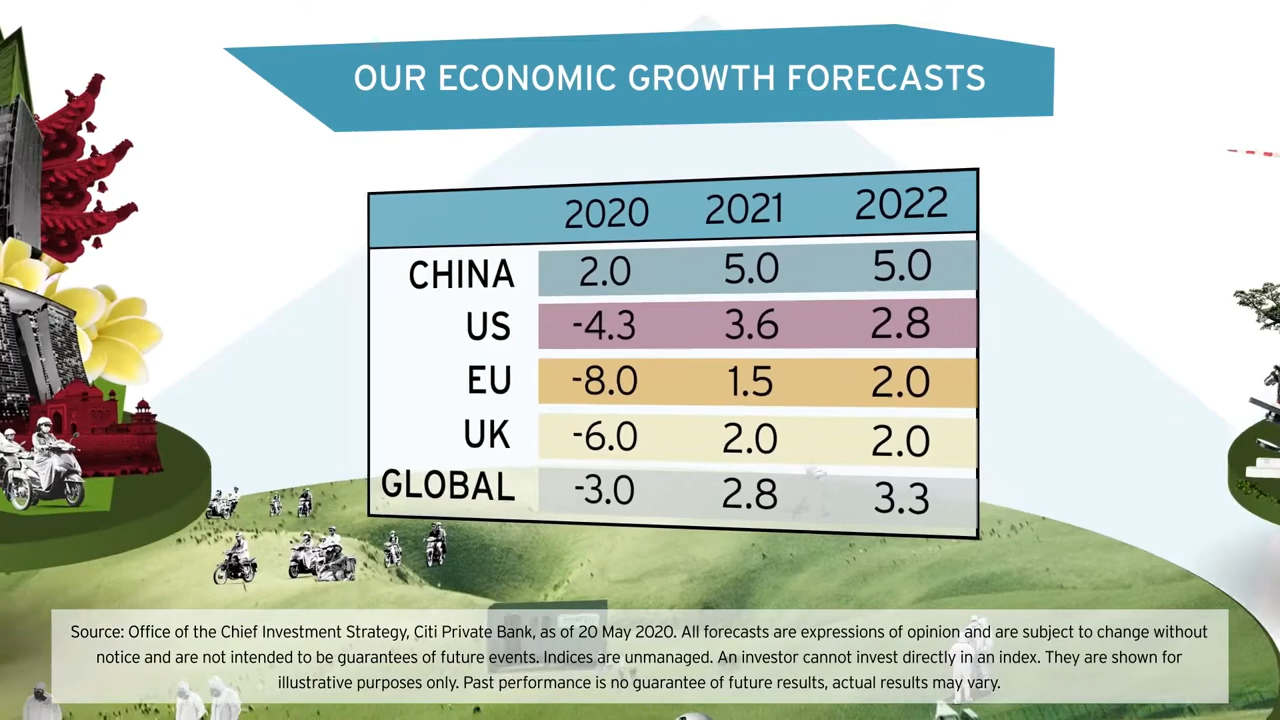 OUR ECONOMIC GROWTH FORECASTS
2020 2021 2022
CHINA 2.0 5.0 5.0
US -4.3 3.6 2.8
EU -8.0 1.5 2.0
UK -6.0 2.0 2.0
GLOBAL -3.0 2.8 3.3
Source: Office of the Chief Investment Strategy, Citi Private Bank, as of 20 May 2020. All forecasts are expressions of opinion and are subject to change without
notice and are not intended to be guarantees of future events. Indices are unmanaged. An investor cannot invest directly in an index. They are shown for
illustrative purposes only. Past performance is no guarantee of future results, actual results may vary.